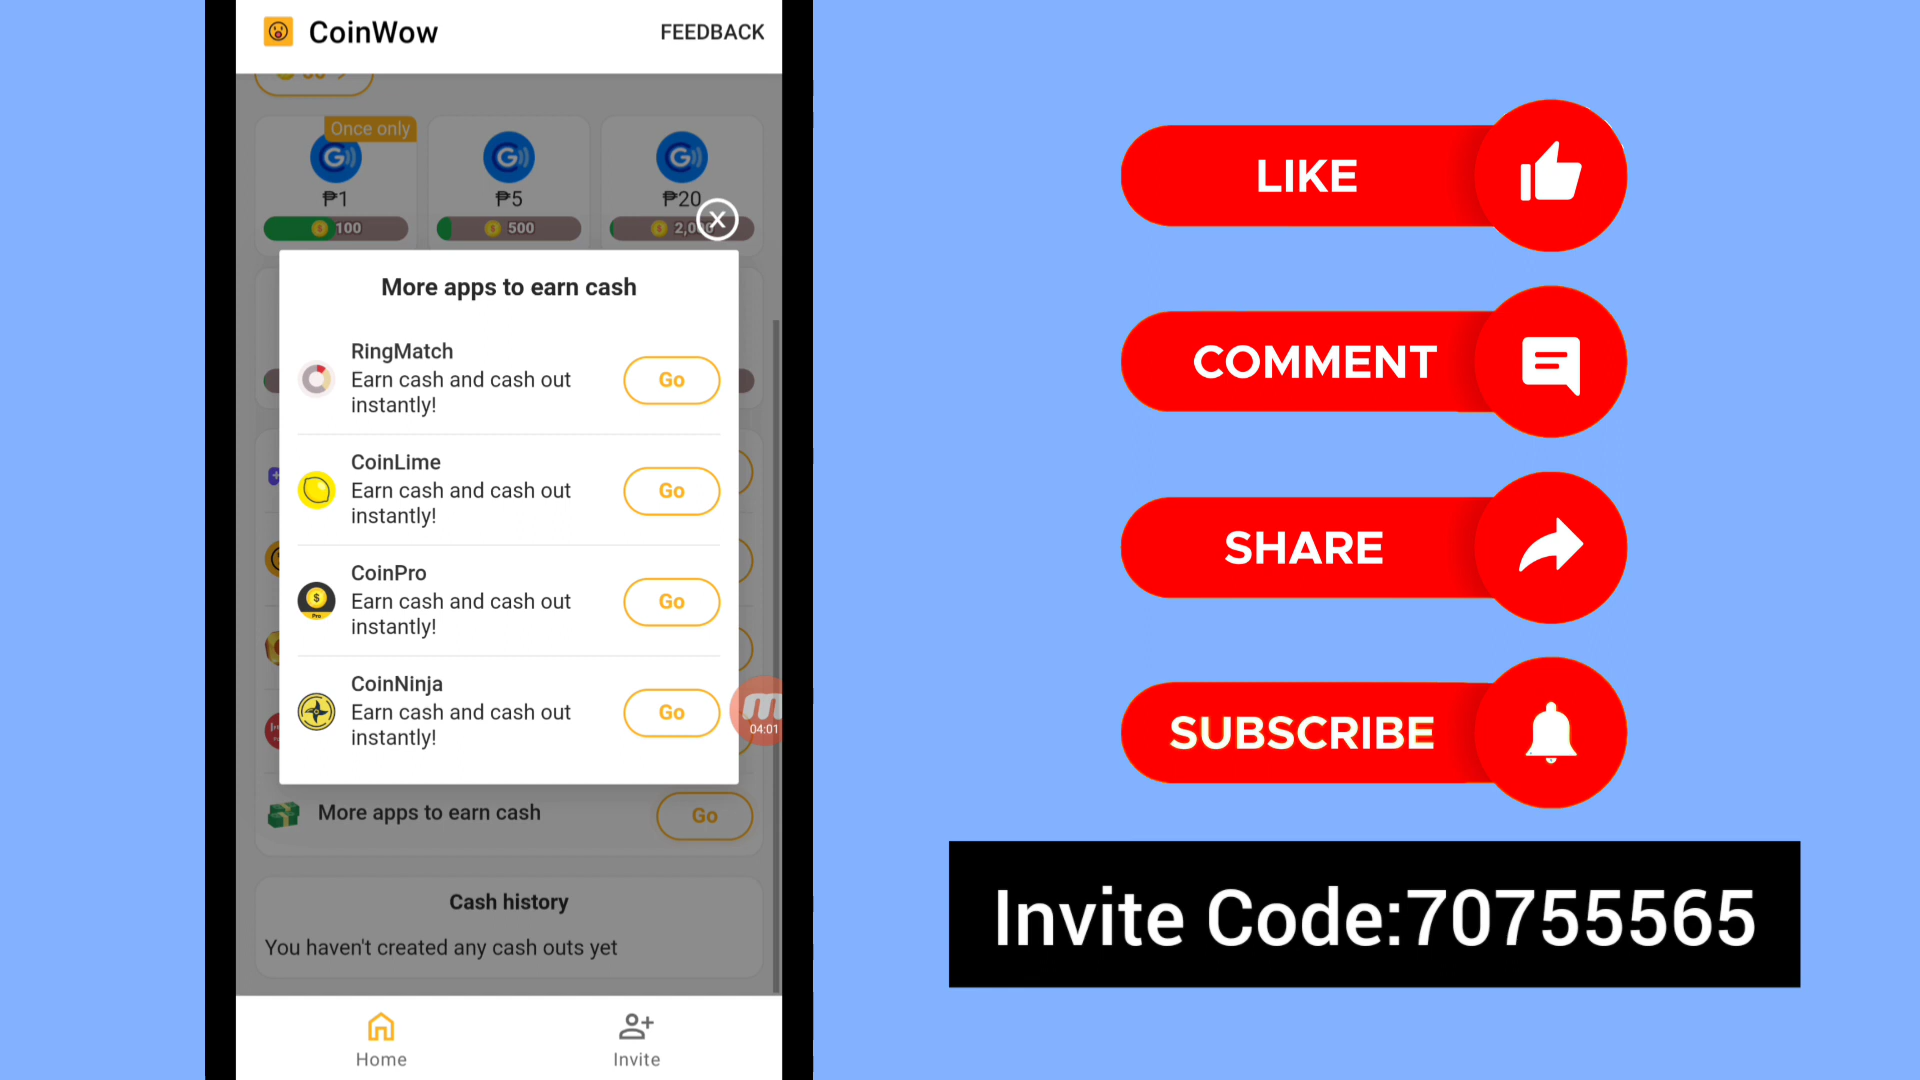 CoinWow
FEEDBACK
Once only
₱1
₱5
₱20
100
500
More apps to earn cash
RingMatch
Earn cash and cash out
instantly!
Go
CoinLime
Earn cash and cash out
instantly!
Go
CoinPro
Earn cash and cash out
instantly!
Go
CoinNinja
Earn cash and cash out
instantly!
Go
04:01
More apps to earn cash
Go
Cash history
You haven't created any cash outs yet
Home
Invite
LIKE
COMMENT
SHARE
SUBSCRIBE
Invite Code:70755565